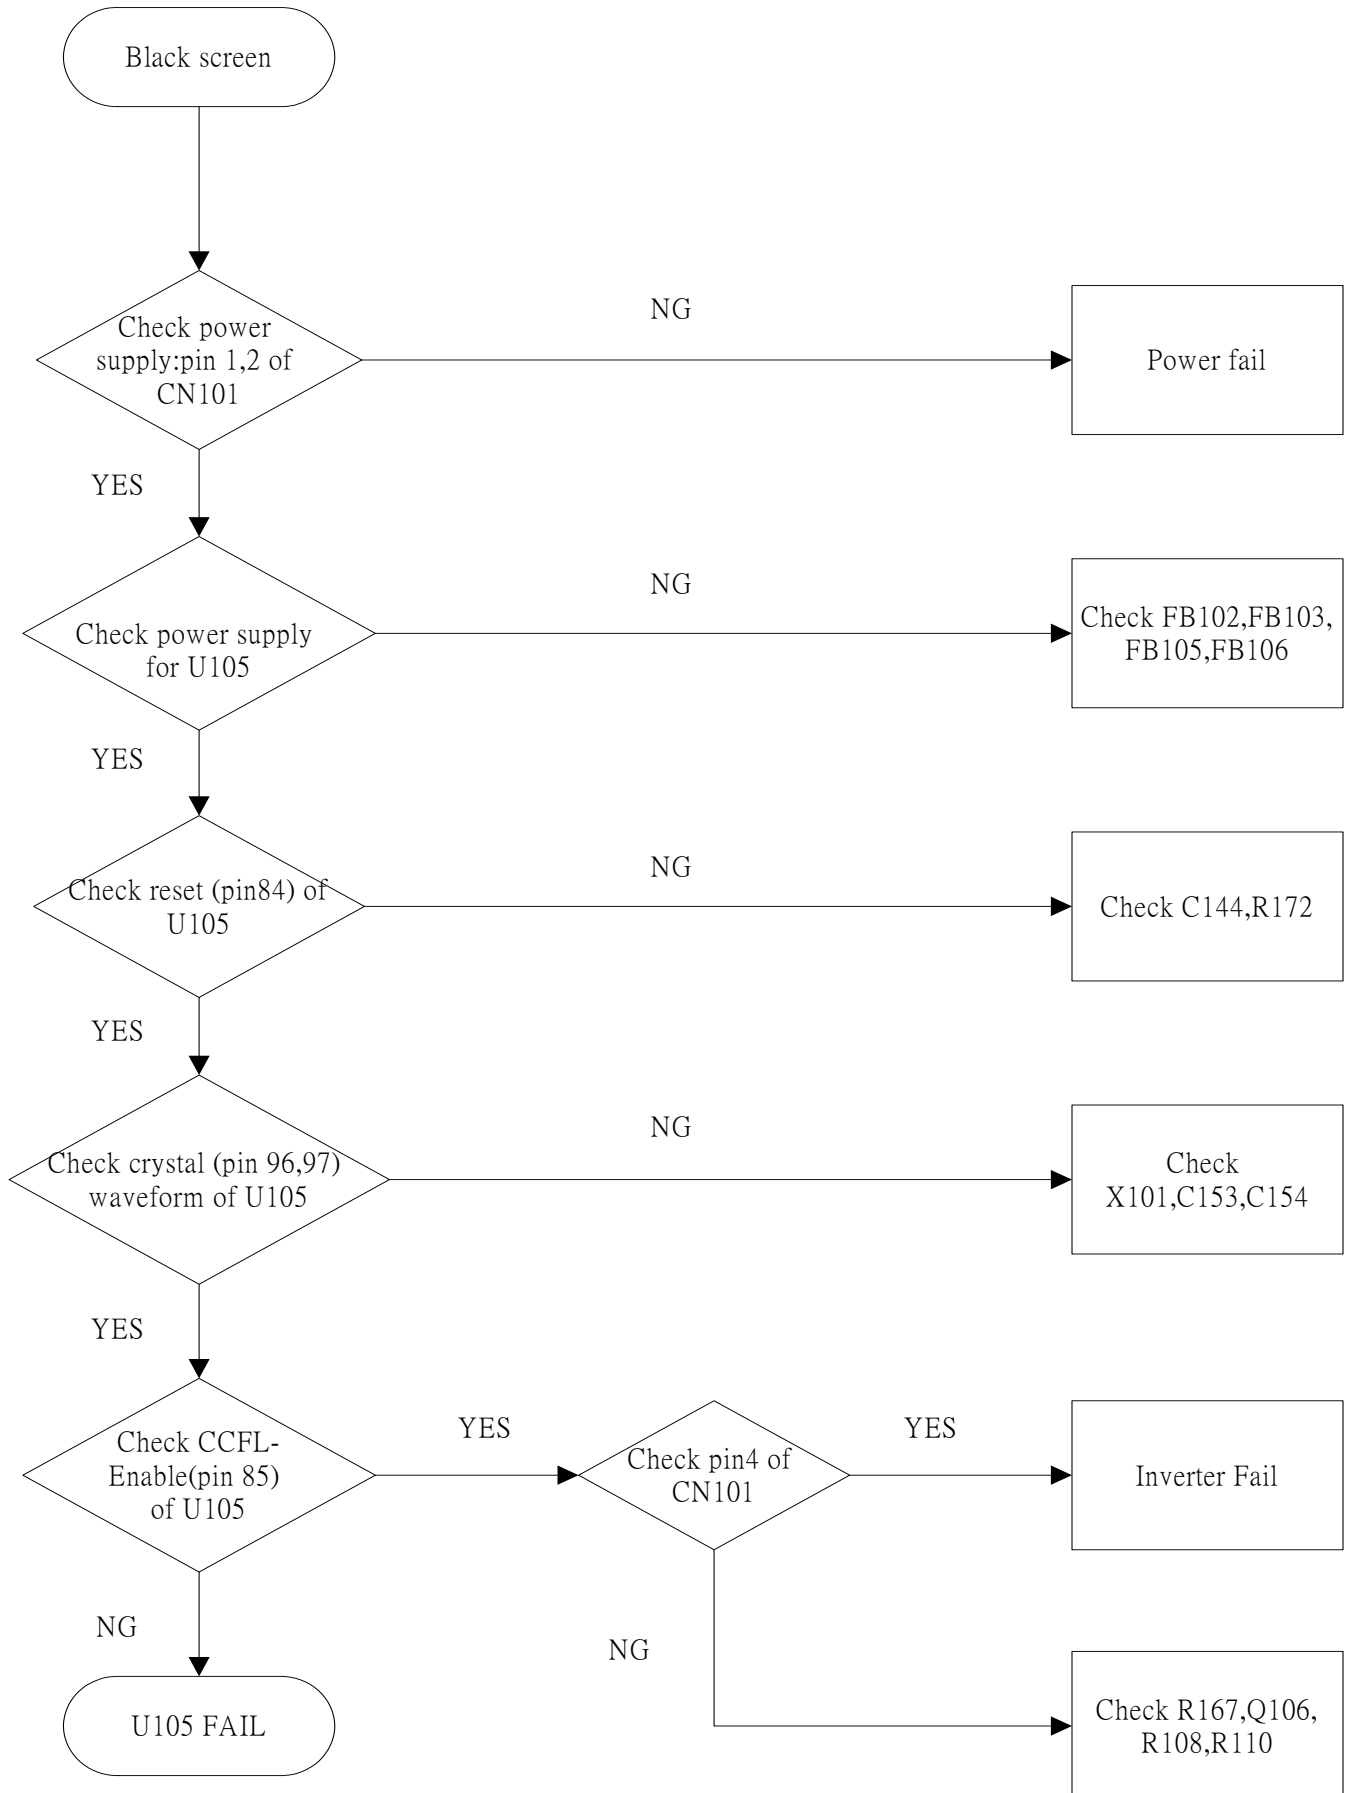 Black screen
Check power
supply:pin 1,2 of
CN101
NG
Power fail
YES
Check power supply
for U105
NG
Check FB102,FB103,
FB105,FB106
YES
Check reset (pin84) of
U105
NG
Check C144,R172
YES
Check crystal (pin 96,97)
waveform of U105
NG
Check
X101,C153,C154
YES
Check CCFL-
Enable(pin 85)
of U105
YES
Check pin4 of
CN101
YES
Inverter Fail
NG
U105 FAIL
NG
Check R167,Q106,
R108,R110